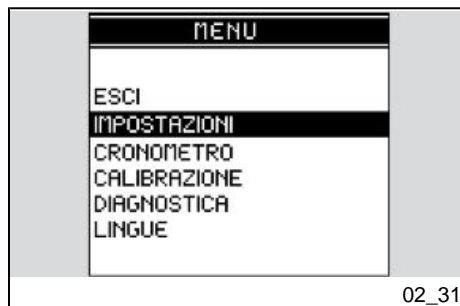 MENU
ESCI
IMPOSTAZIONI
CRONOMETRO
CALIBRAZIONE
DIAGNOSTICA
LINGUE
02_31